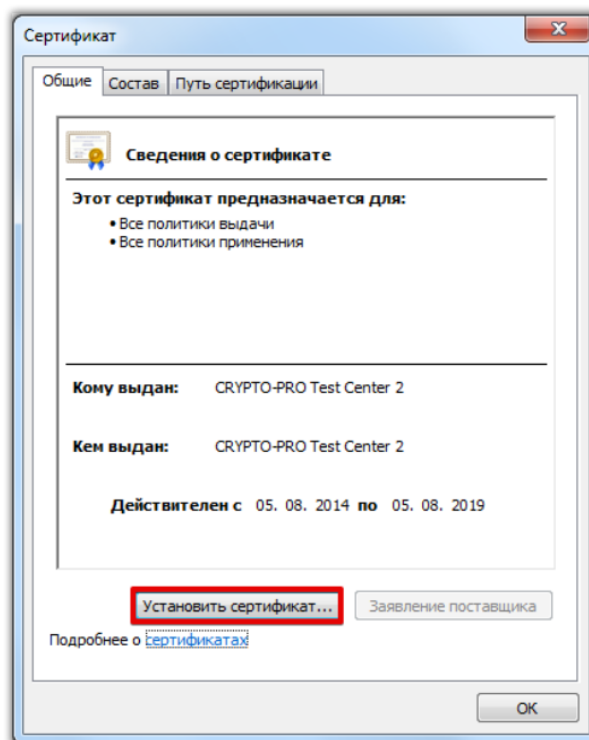 Сертификат
Общие Состав Путь сертификации
Сведения о сертификате
Этот сертификат предназначается для:
• Все политики выдачи
• Все политики применения
Кому выдан: CRYPTO-PRO Test Center 2
Кем выдан: CRYPTO-PRO Test Center 2
Действителен с 05. 08. 2014 по 05. 08. 2019
Установить сертификат... Заявление поставщика
Подробнее о сертификатах
ОК